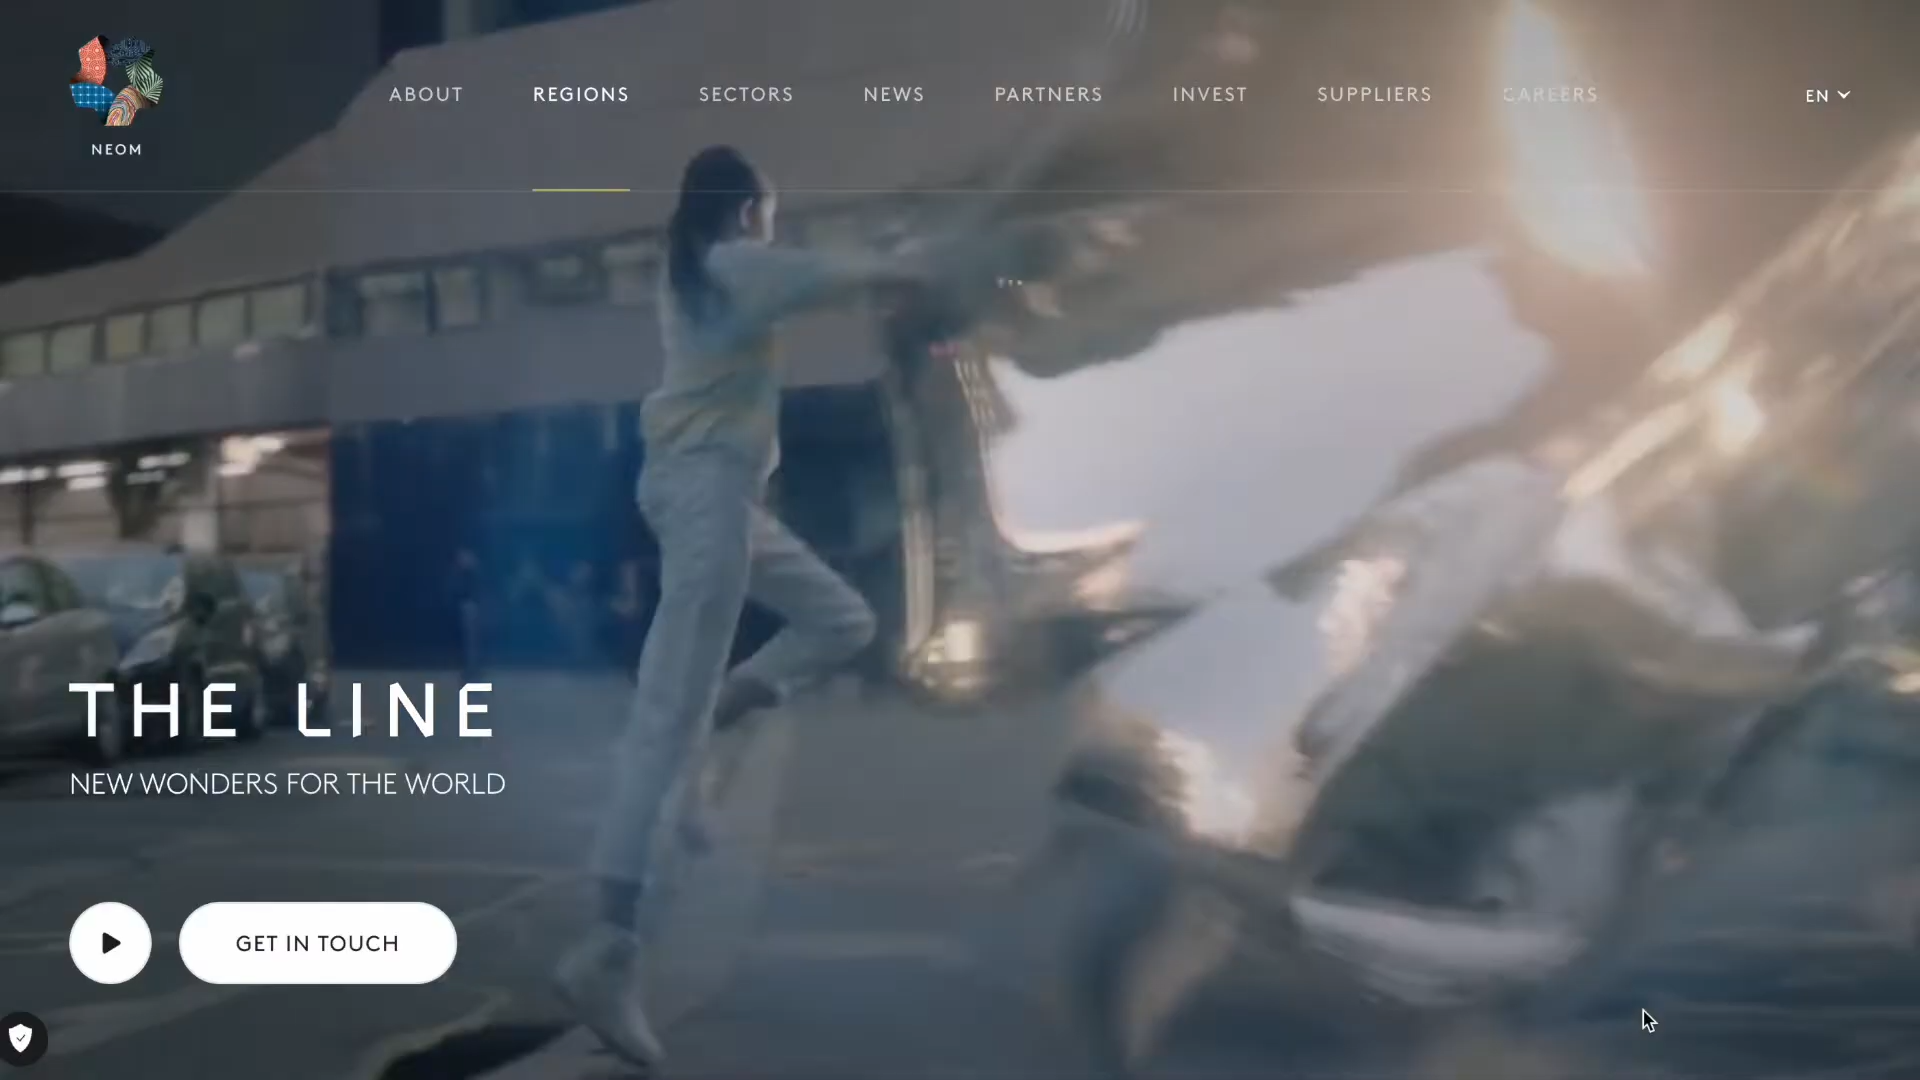 NEOM
ABOUT
REGIONS
SECTORS
NEWS
PARTNERS
INVEST
SUPPLIERS
CAREERS
EN
THE LINE
NEW WONDERS FOR THE WORLD
GET IN TOUCH